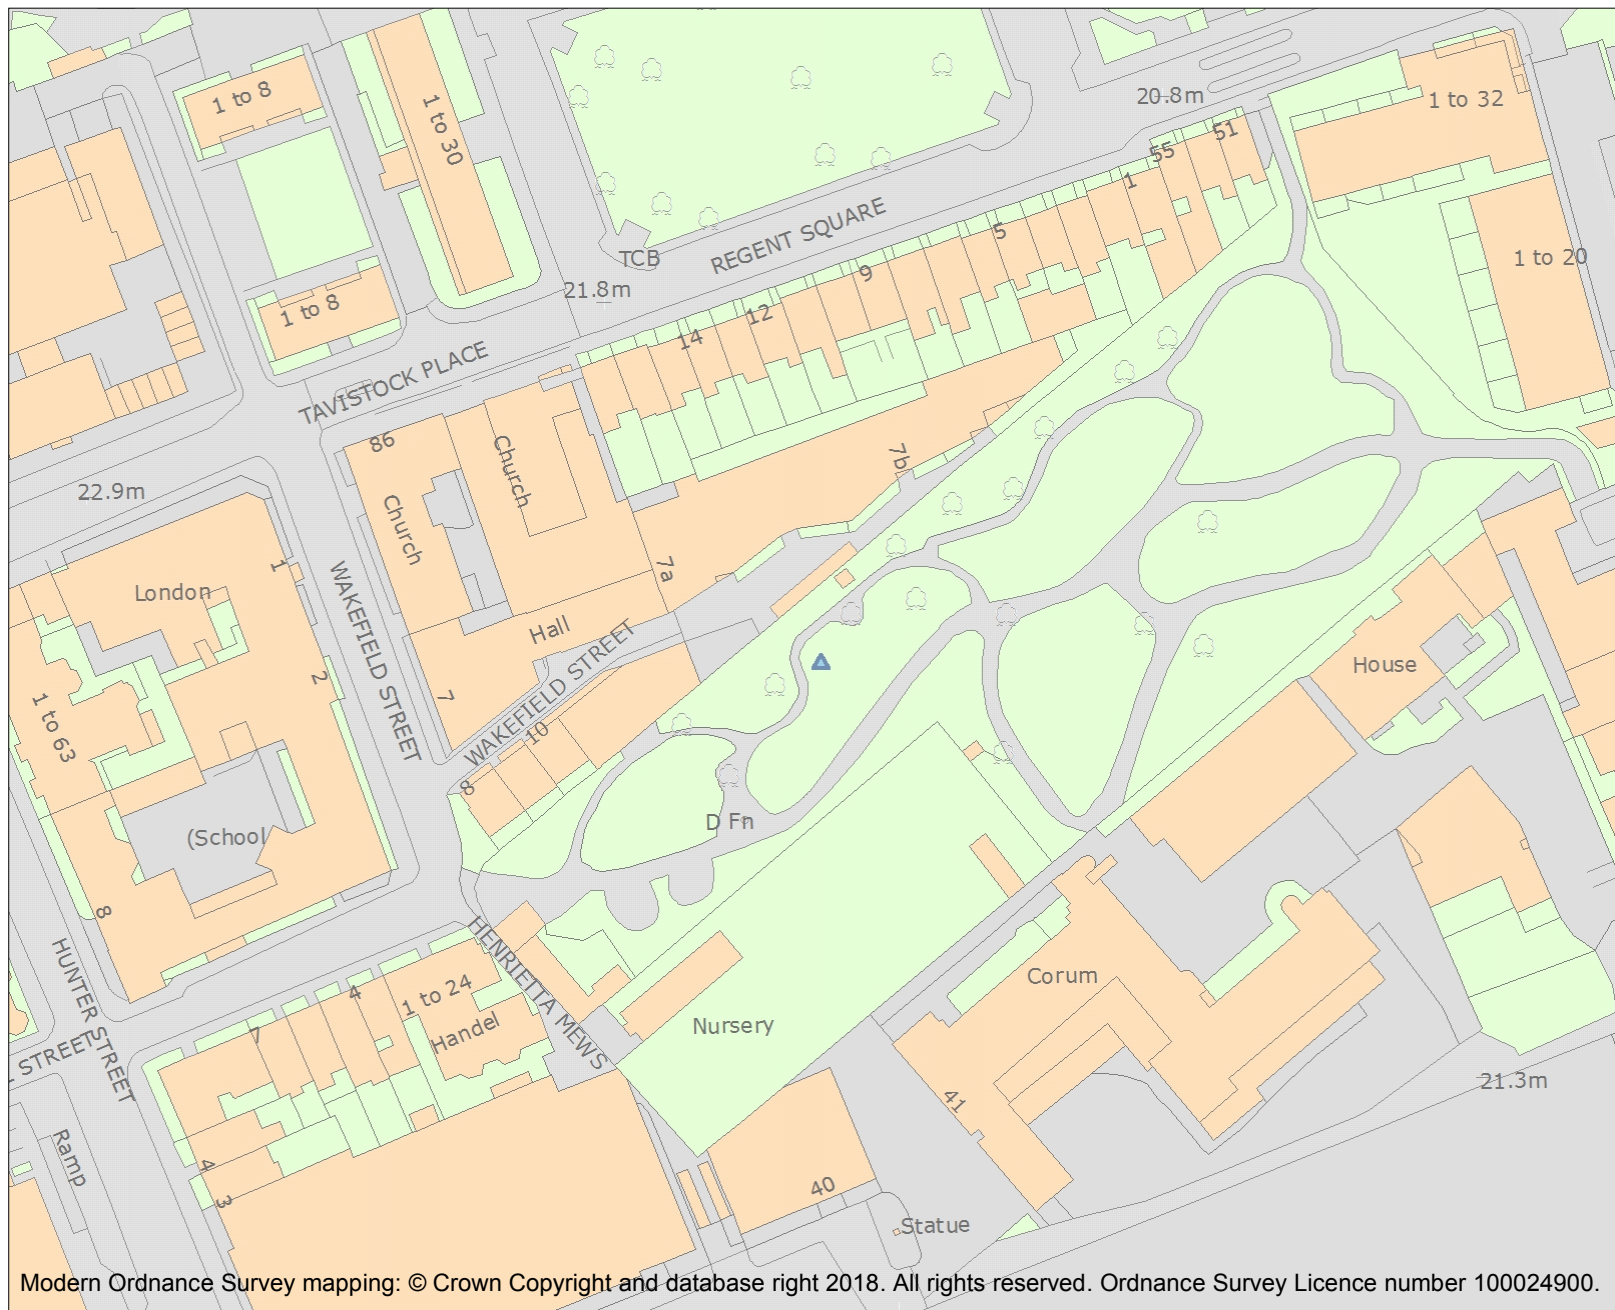 1 to 8
1 to 30
20.8m
1 to 32
51
55
1
REGENT SQUARE
5
TCB
9
21.8m
1 to 20
1 to 8
12
14
TAVISTOCK PLACE
86
Church
Church
7b
22.9m
7a
1
London
WAKEFIELD STREET
Hall
WAKEFIELD STREET
2
7
House
1 to 63
10
8
D Fn
(School
8
HENRIETTA MEWS
HUNTER STREET
4
1 to 24
Handel
Corum
7
Nursery
STREET
21.3m
41
Ramp
4
3
40
Statue
Modern Ordnance Survey mapping: © Crown Copyright and database right 2018. All rights reserved. Ordnance Survey Licence number 100024900.